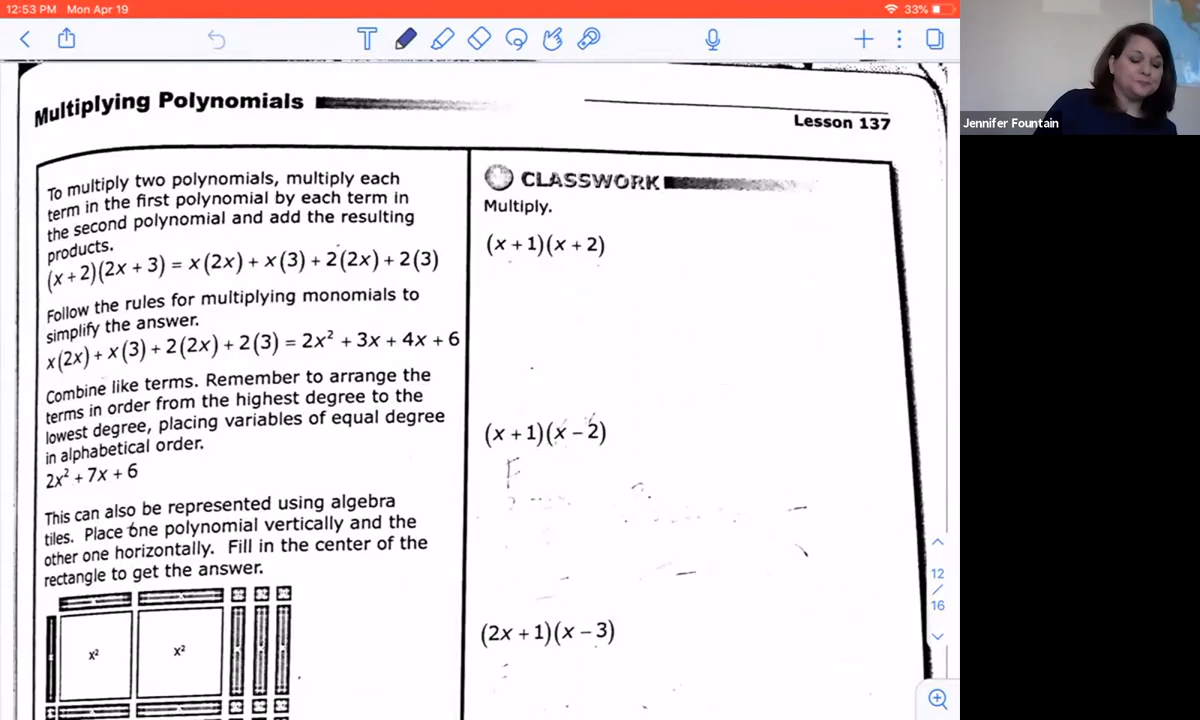 12:53 PM Mon Apr 19
33%
Jennifer Fountain
Multiplying Polynomials
Lesson 137
To multiply two polynomials, multiply each
term in the first polynomial by each term in
the second polynomial and add the resulting
products.
(x + 2)(2x + 3) = x(2x) + x(3) + 2(2x) + 2(3)
Follow the rules for multiplying monomials to
simplify the answer.
x(2x) + x(3) + 2(2x) + 2(3) = 2x² + 3x + 4x + 6
Combine like terms. Remember to arrange the
terms in order from the highest degree to the
lowest degree, placing variables of equal degree
in alphabetical order.
2x² + 7x + 6
This can also be represented using algebra
tiles. Place one polynomial vertically and the
other one horizontally. Fill in the center of the
rectangle to get the answer.
x² x²
CLASSWORK
Multiply.
(x + 1)(x + 2)
(x + 1)(x – 2)
(2x + 1)(x – 3)
12
/
16